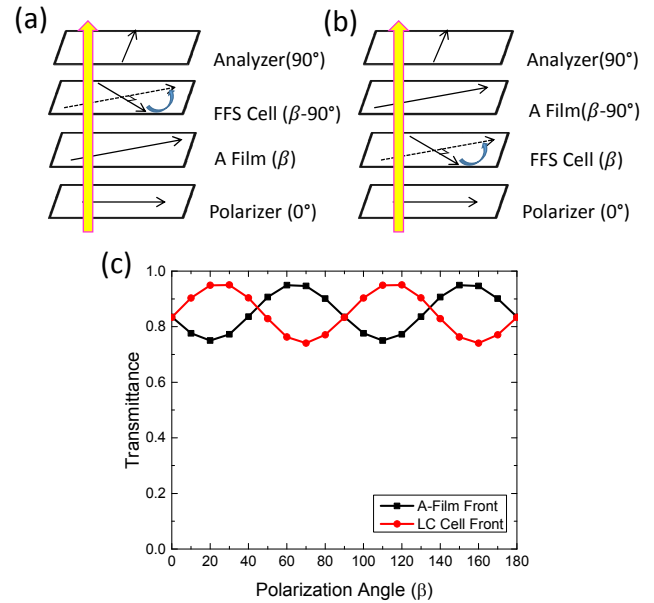 (a)
Analyzer(90°)
FFS Cell (β-90°)
A Film (β)
Polarizer (0°)
(b)
Analyzer(90°)
A Film(β-90°)
FFS Cell (β)
Polarizer (0°)
(c)
1.0
0.8
0.6
0.4
0.2
0.0
Transmittance
A-Film Front
LC Cell Front
0 20 40 60 80 100 120 140 160 180
Polarization Angle (β)